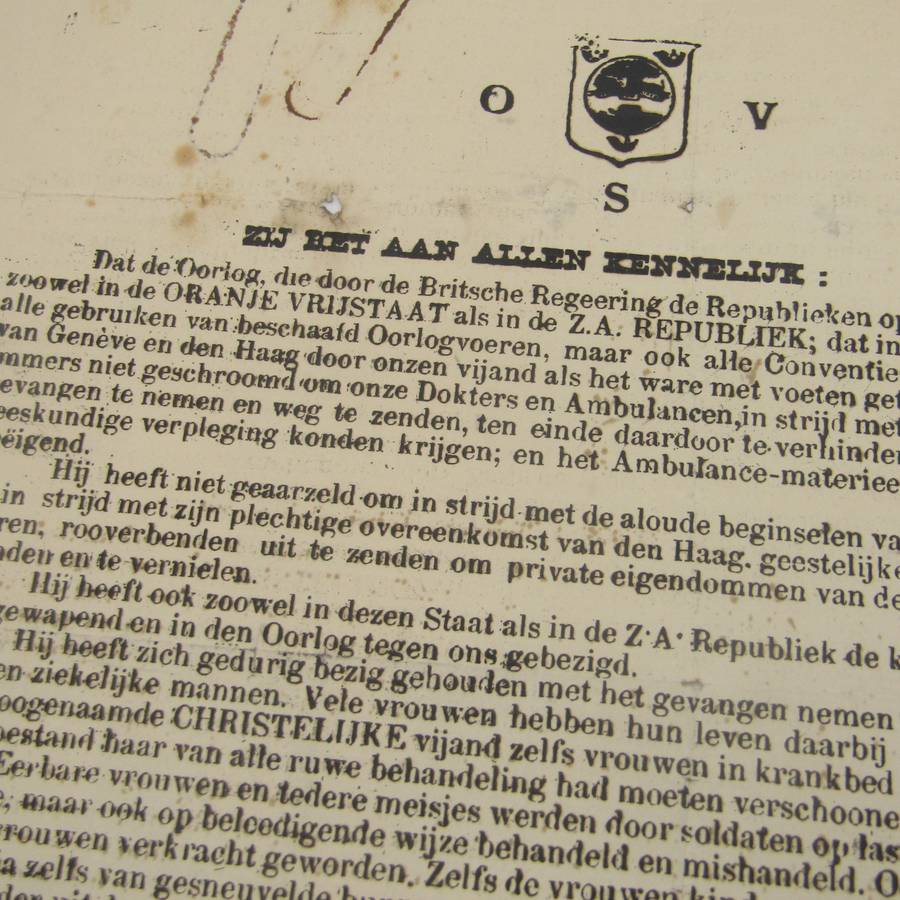 O V
S
ZIJ HET AAN ALLEN KENNELIJK :
Dat de Oorlog, die door de Britsche Regeering de Republieken op
zoowel in de ORANJE VRIJSTAAT als in de Z.A. REPUBLIEK; dat in
alle gebruiken van beschaafd Oorlogvoeren, maar ook alle Conventie
van Genève en den Haag door onzen vijand als het ware met voeten get
mmers niet geschroomd om onze Dokters en Ambulancen, in strijd met
evangen te nemen en weg te zenden, ten einde daardoor te verhinder
eeskundige verpleging konden krijgen; en het Ambulance-materiee
eëigend.
Hij heeft niet geaarzeld om in strijd met de aloude beginselen va
in strijd met zijn plechtige overeenkomst van den Haag. geestelijke
ren, rooverbenden uit te zenden om private eigendommen van de
nden en te vernielen.
Hij heeft ook zoowel in dezen Staat als in de Z.A. Republiek de k
gewapend en in den Oorlog tegen ons gebezigd.
Hij heeft zich gedurig bezig gehouden met het gevangen nemen
en ziekelijke mannen. Vele vrouwen hebben hun leven daarbij
oogenaamde CHRISTELIJKE vijand zelfs vrouwen in krankbed
estand haar van alle ruwe behandeling had moeten verschoone
Eerbare vrouwen en tedere meisjes werden door soldaten op las
e, maar ook op beleedigende wijze behandeld en mishandeld. O
vrouwen verkracht geworden. Zelfs de vrouwen
a zelfs van gesneuvelde